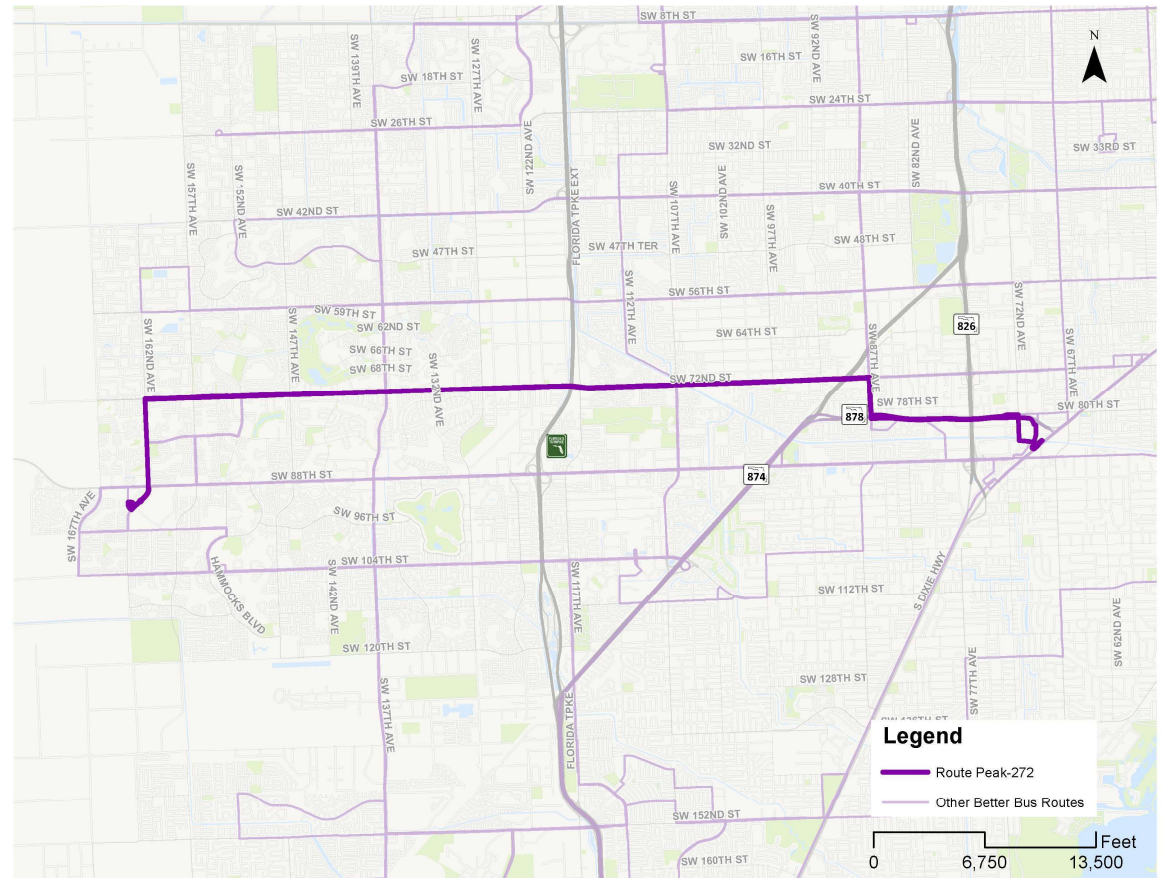 SW 8TH ST
N
SW 139TH AVE
SW 127TH AVE
SW 92ND AVE
SW 16TH ST
SW 18TH ST
SW 24TH ST
SW 26TH ST
SW 122ND AVE
SW 82ND AVE
SW 32ND ST
SW 33RD ST
SW 157TH AVE
SW 152ND AVE
FLORIDA TPKE EXT
SW 107TH AVE
SW 102ND AVE
SW 40TH ST
SW 42ND ST
SW 97TH AVE
SW 48TH ST
SW 47TH ST
SW 47TH TER
SW 112TH AVE
SW 56TH ST
SW 72ND AVE
SW 59TH ST
SW 62ND ST
SW 64TH ST
826
SW 162ND AVE
SW 147TH AVE
SW 66TH ST
SW 68TH ST
SW 132ND AVE
SW 87TH AVE
SW 67TH AVE
SW 72ND ST
SW 78TH ST
SW 80TH ST
878
SW 88TH ST
874
SW 167TH AVE
SW 96TH ST
SW 104TH ST
HAMMOCKS BLVD
SW 142ND AVE
SW 117TH AVE
SW 112TH ST
S DIXIE HWY
SW 62ND AVE
SW 120TH ST
SW 77TH AVE
SW 128TH ST
SW 137TH AVE
FLORIDA TPKE
SW 136TH ST
Legend
Route Peak-272
Other Better Bus Routes
SW 152ND ST
SW 160TH ST
Feet
0 6,750 13,500